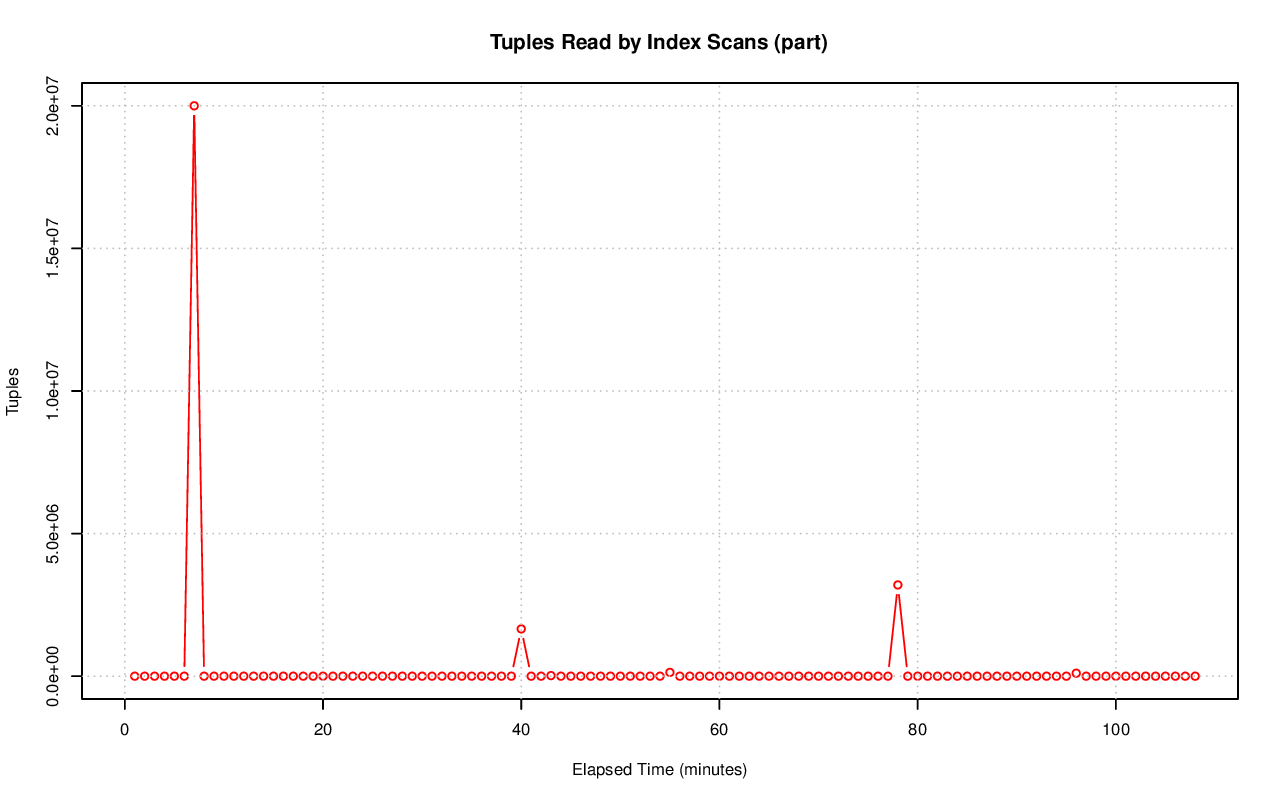 Tuples Read by Index Scans (part)
Tuples
2.0e+07
1.5e+07
1.0e+07
5.0e+06
0.0e+00
0 20 40 60 80 100
Elapsed Time (minutes)